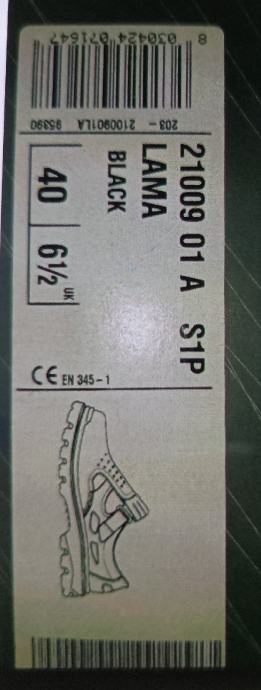 21009 01 A S1P
LAMA
BLACK
40 6½ UK
CE EN 345-1
203 - 2100901LA 95390
8 030424 071647